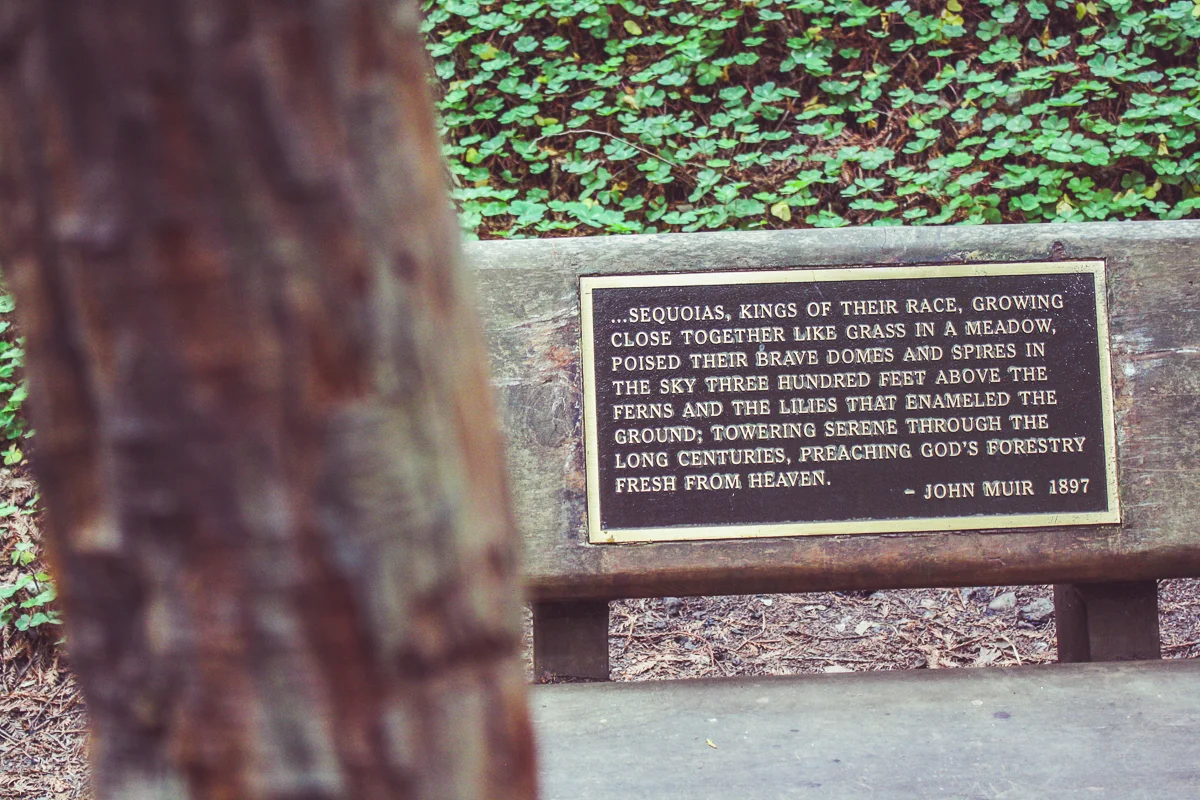 ...SEQUOIAS, KINGS OF THEIR RACE, GROWING
CLOSE TOGETHER LIKE GRASS IN A MEADOW,
POISED THEIR BRAVE DOMES AND SPIRES IN
THE SKY THREE HUNDRED FEET ABOVE THE
FERNS AND THE LILIES THAT ENAMELED THE
GROUND; TOWERING SERENE THROUGH THE
LONG CENTURIES, PREACHING GOD'S FORESTRY
FRESH FROM HEAVEN.
– JOHN MUIR 1897